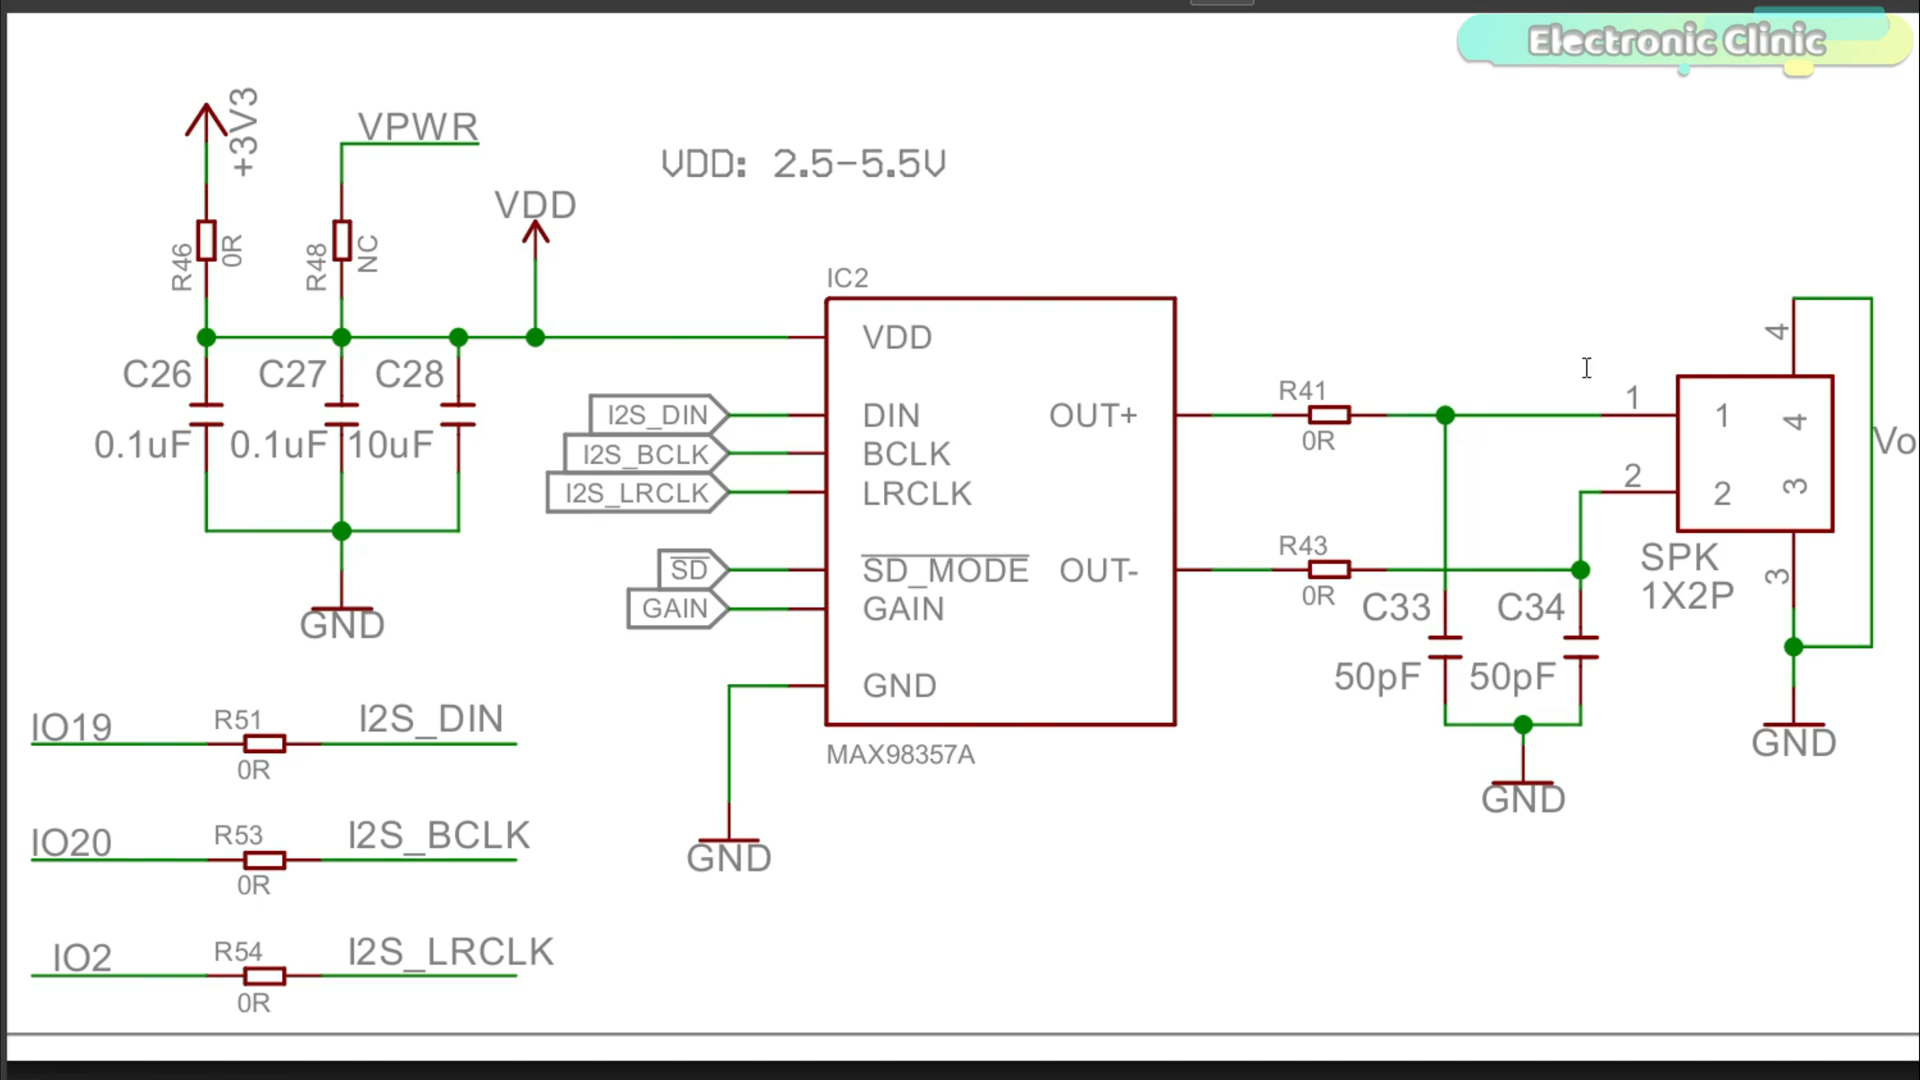 Electronic Clinic
+3V3
VPWR
VDD: 2.5-5.5V
VDD
R46
0R
R48
NC
IC2
C26
C27
C28
0.1uF
0.1uF
10uF
GND
VDD
I2S_DIN
DIN
OUT+
I2S_BCLK
BCLK
I2S_LRCLK
LRCLK
SD
SD_MODE
OUT-
GAIN
GAIN
GND
MAX98357A
GND
R41
0R
R43
0R
C33
C34
50pF
50pF
GND
4
1
1
4
2
2
3
Vo
SPK
1X2P
3
GND
IO19
R51
I2S_DIN
0R
IO20
R53
I2S_BCLK
0R
IO2
R54
I2S_LRCLK
0R